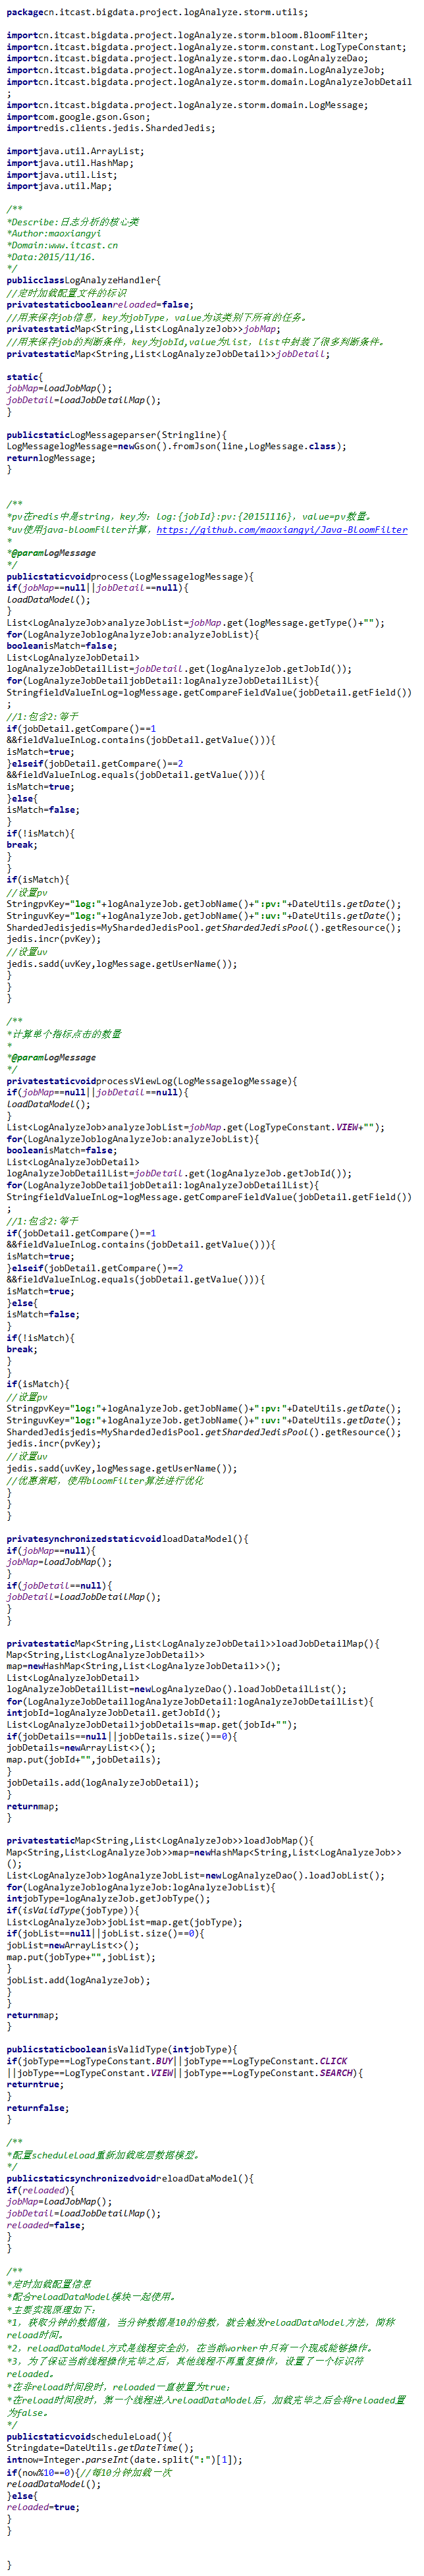 packagecn.itcast.bigdata.project.logAnalyze.storm.utils;
importcn.itcast.bigdata.project.logAnalyze.storm.bloom.BloomFilter;
importcn.itcast.bigdata.project.logAnalyze.storm.constant.LogTypeConstant;
importcn.itcast.bigdata.project.logAnalyze.storm.dao.LogAnalyzeDao;
importcn.itcast.bigdata.project.logAnalyze.storm.domain.LogAnalyzeJob;
importcn.itcast.bigdata.project.logAnalyze.storm.domain.LogAnalyzeJobDetail
;
importcn.itcast.bigdata.project.logAnalyze.storm.domain.LogMessage;
importcom.google.gson.Gson;
importredis.clients.jedis.ShardedJedis;
importjava.util.ArrayList;
importjava.util.HashMap;
importjava.util.List;
importjava.util.Map;
/**
*Describe:日志分析的核心类
*Author:maoxiangyi
*Domain:www.itcast.cn
*Data:2015/11/16.
*/
publicclassLogAnalyzeHandler{
//定时加载配置文件的标识
privatestaticbooleanreloaded=false;
//用来保存job信息，key为jobType，value为该类别下所有的任务。
privatestaticMap<String,List<LogAnalyzeJob>>jobMap;
//用来保存job的判断条件，key为jobId,value为list，list中封装了很多判断条件。
privatestaticMap<String,List<LogAnalyzeJobDetail>>jobDetail;
static{
jobMap=loadJobMap();
jobDetail=loadJobDetailMap();
}
publicstaticLogMessageparser(Stringline){
LogMessagelogMessage=newGson().fromJson(line,LogMessage.class);
returnlogMessage;
}
/**
*pv在redis中是string，key为：log:{jobId}:pv:{20151116}，value=pv数量。
*uv使用java-bloomFilter计算，https://github.com/maoxiangyi/Java-BloomFilter
*
*@paramlogMessage
*/
publicstaticvoidprocess(LogMessagelogMessage){
if(jobMap==null||jobDetail==null){
loadDataModel();
}
List<LogAnalyzeJob>analyzeJobList=jobMap.get(logMessage.getType()+"");
for(LogAnalyzeJoblogAnalyzeJob:analyzeJobList){
booleanisMatch=false;
List<LogAnalyzeJobDetail>
logAnalyzeJobDetailList=jobDetail.get(logAnalyzeJob.getJobId());
for(LogAnalyzeJobDetailjobDetail:logAnalyzeJobDetailList){
StringfieldValueInLog=logMessage.getCompareFieldValue(jobDetail.getField())
;
//1:包含2:等于
if(jobDetail.getCompare()==1
&&fieldValueInLog.contains(jobDetail.getValue())){
isMatch=true;
}elseif(jobDetail.getCompare()==2
&&fieldValueInLog.equals(jobDetail.getValue())){
isMatch=true;
}else{
isMatch=false;
}
if(!isMatch){
break;
}
}
if(isMatch){
//设置pv
StringpvKey="log:"+logAnalyzeJob.getJobName()+":pv:"+DateUtils.getDate();
StringuvKey="log:"+logAnalyzeJob.getJobName()+":uv:"+DateUtils.getDate();
ShardedJedisjedis=MyShardedJedisPool.getShardedJedisPool().getResource();
jedis.incr(pvKey);
//设置uv
jedis.sadd(uvKey,logMessage.getUserName());
}
}
}
/**
*计算单个指标点击的数量
*
*@paramlogMessage
*/
privatestaticvoidprocessViewLog(LogMessagelogMessage){
if(jobMap==null||jobDetail==null){
loadDataModel();
}
List<LogAnalyzeJob>analyzeJobList=jobMap.get(LogTypeConstant.VIEW+"");
for(LogAnalyzeJoblogAnalyzeJob:analyzeJobList){
booleanisMatch=false;
List<LogAnalyzeJobDetail>
logAnalyzeJobDetailList=jobDetail.get(logAnalyzeJob.getJobId());
for(LogAnalyzeJobDetailjobDetail:logAnalyzeJobDetailList){
StringfieldValueInLog=logMessage.getCompareFieldValue(jobDetail.getField())
;
//1:包含2:等于
if(jobDetail.getCompare()==1
&&fieldValueInLog.contains(jobDetail.getValue())){
isMatch=true;
}elseif(jobDetail.getCompare()==2
&&fieldValueInLog.equals(jobDetail.getValue())){
isMatch=true;
}else{
isMatch=false;
}
if(!isMatch){
break;
}
}
if(isMatch){
//设置pv
StringpvKey="log:"+logAnalyzeJob.getJobName()+":pv:"+DateUtils.getDate();
StringuvKey="log:"+logAnalyzeJob.getJobName()+":uv:"+DateUtils.getDate();
ShardedJedisjedis=MyShardedJedisPool.getShardedJedisPool().getResource();
jedis.incr(pvKey);
//设置uv
jedis.sadd(uvKey,logMessage.getUserName());
//优惠策略，使用bloomFilter算法进行优化
}
}
}
privatesynchronizedstaticvoidloadDataModel(){
if(jobMap==null){
jobMap=loadJobMap();
}
if(jobDetail==null){
jobDetail=loadJobDetailMap();
}
}
privatestaticMap<String,List<LogAnalyzeJobDetail>>loadJobDetailMap(){
Map<String,List<LogAnalyzeJobDetail>>
map=newHashMap<String,List<LogAnalyzeJobDetail>>();
List<LogAnalyzeJobDetail>
logAnalyzeJobDetailList=newLogAnalyzeDao().loadJobDetailList();
for(LogAnalyzeJobDetaillogAnalyzeJobDetail:logAnalyzeJobDetailList){
intjobId=logAnalyzeJobDetail.getJobId();
List<LogAnalyzeJobDetail>jobDetails=map.get(jobId+"");
if(jobDetails==null||jobDetails.size()==0){
jobDetails=newArrayList<>();
map.put(jobId+"",jobDetails);
}
jobDetails.add(logAnalyzeJobDetail);
}
returnmap;
}
privatestaticMap<String,List<LogAnalyzeJob>>loadJobMap(){
Map<String,List<LogAnalyzeJob>>map=newHashMap<String,List<LogAnalyzeJob>>
();
List<LogAnalyzeJob>logAnalyzeJobList=newLogAnalyzeDao().loadJobList();
for(LogAnalyzeJoblogAnalyzeJob:logAnalyzeJobList){
intjobType=logAnalyzeJob.getJobType();
if(isValidType(jobType)){
List<LogAnalyzeJob>jobList=map.get(jobType);
if(jobList==null||jobList.size()==0){
jobList=newArrayList<>();
map.put(jobType+"",jobList);
}
jobList.add(logAnalyzeJob);
}
}
returnmap;
}
publicstaticbooleanisValidType(intjobType){
if(jobType==LogTypeConstant.BUY||jobType==LogTypeConstant.CLICK
||jobType==LogTypeConstant.VIEW||jobType==LogTypeConstant.SEARCH){
returntrue;
}
returnfalse;
}
/**
*配置scheduleLoad重新加载底层数据模型。
*/
publicstaticsynchronizedvoidreloadDataModel(){
if(reloaded){
jobMap=loadJobMap();
jobDetail=loadJobDetailMap();
reloaded=false;
}
}
/**
*定时加载配置信息
*配合reloadDataModel模块一起使用。
*主要实现原理如下：
*1，获取分钟的数据值，当分钟数据是10的倍数，就会触发reloadDataModel方法，简称
reload时间。
*2，reloadDataModel方式是线程安全的，在当前worker中只有一个现成能够操作。
*3，为了保证当前线程操作完毕之后，其他线程不再重复操作，设置了一个标识符
reloaded。
*在非reload时间段时，reloaded一直被置为true；
*在reload时间段时，第一个线程进入reloadDataModel后，加载完毕之后会将reloaded置
为false。
*/
publicstaticvoidscheduleLoad(){
Stringdate=DateUtils.getDateTime();
intnow=Integer.parseInt(date.split(":")[1]);
if(now%10==0){//每10分钟加载一次
reloadDataModel();
}else{
reloaded=true;
}
}
}